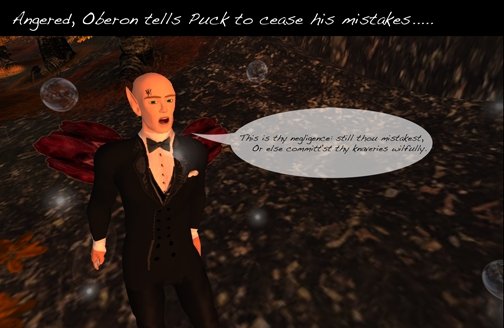 Angered, Oberon tells Puck to cease his mistakes.....
This is thy negligence: still thou mistakest,
Or else committ'st thy knaveries wilfully.